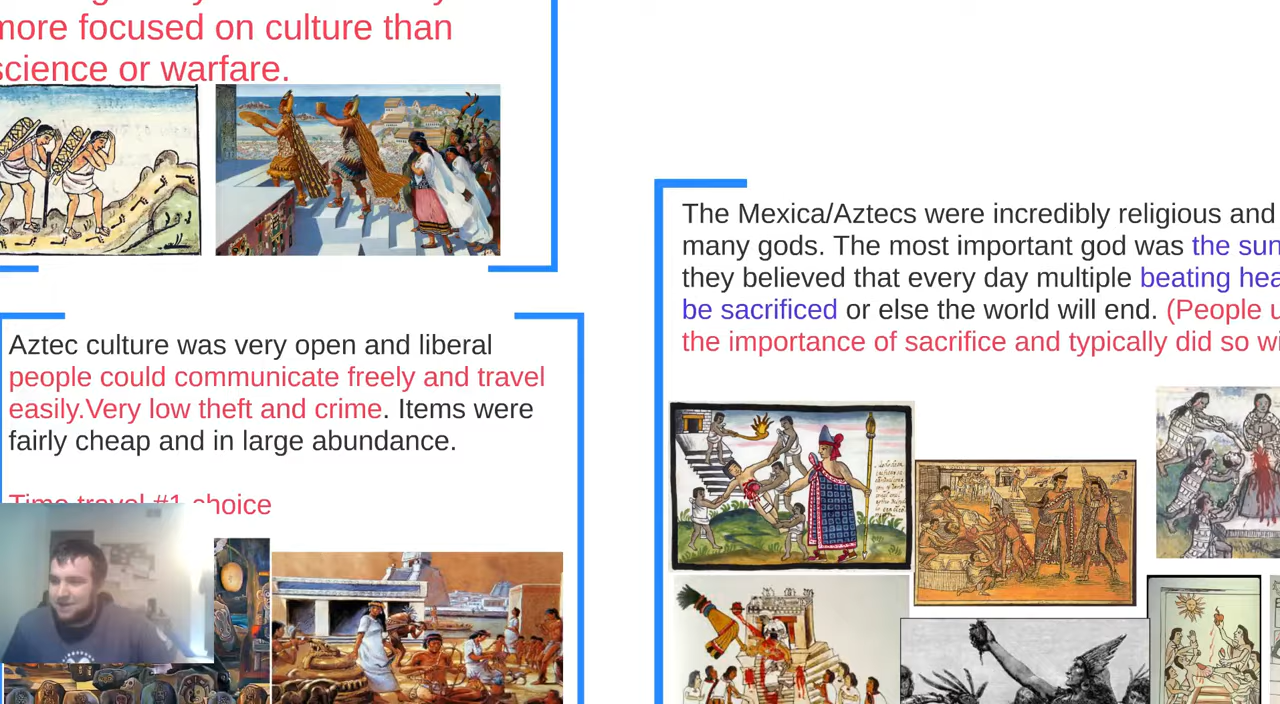 more focused on culture than
science or warfare.
Aztec culture was very open and liberal
people could communicate freely and travel
easily.Very low theft and crime. Items were
fairly cheap and in large abundance.
Time travel #1 choice
The Mexica/Aztecs were incredibly religious and
many gods. The most important god was the sun
they believed that every day multiple beating
be sacrificed or else the world will end. (People
the importance of sacrifice and typically did so